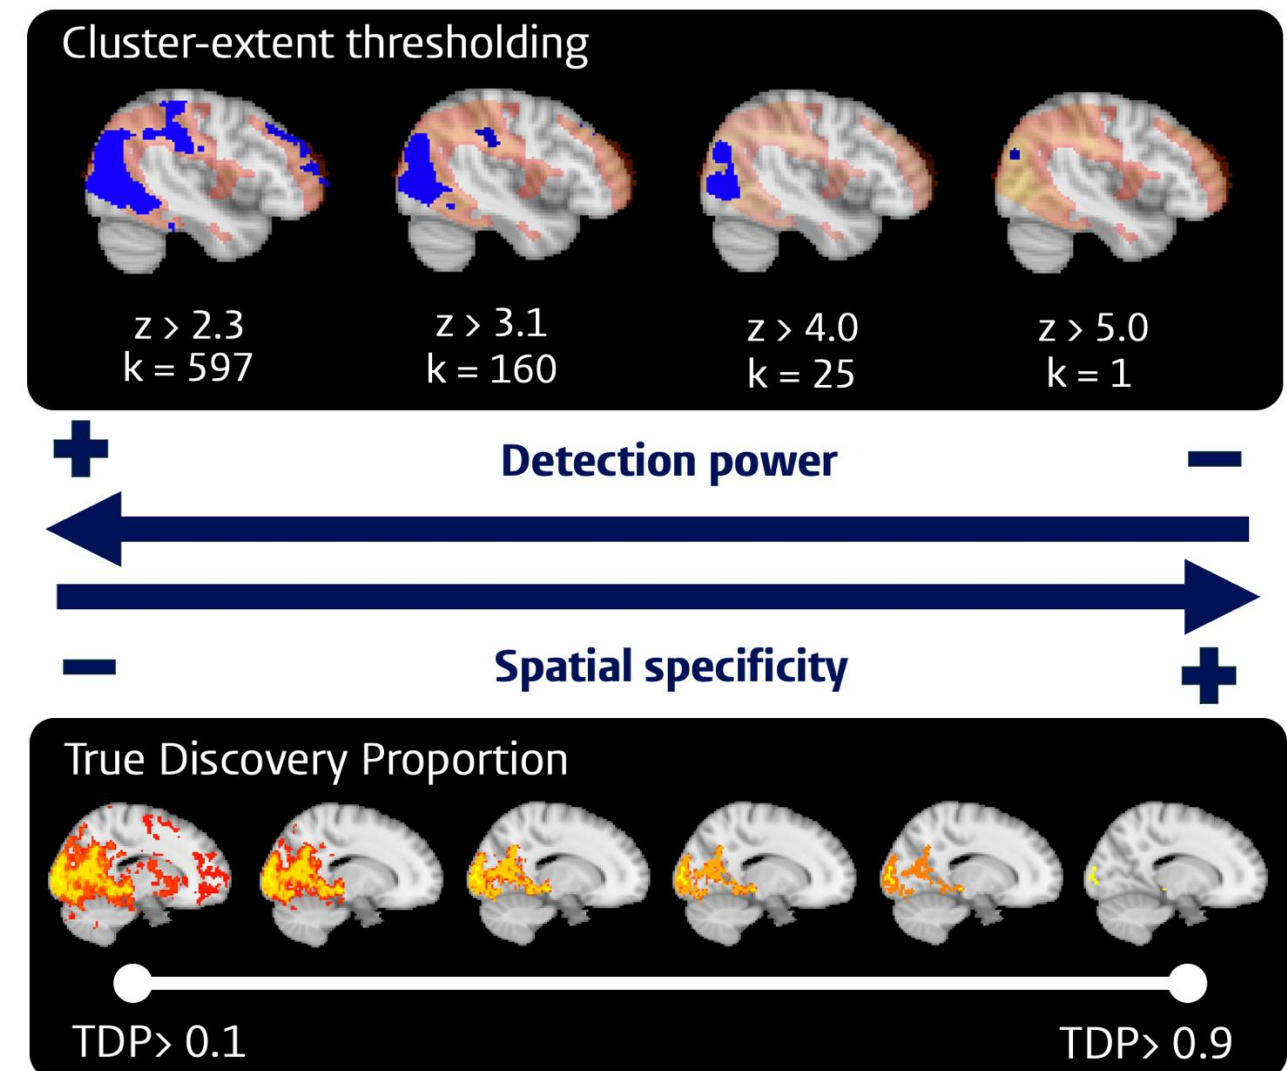 Cluster-extent thresholding
z > 2.3
k = 597
z > 3.1
k = 160
z > 4.0
k = 25
z > 5.0
k = 1
Detection power
Spatial specificity
True Discovery Proportion
TDP> 0.1
TDP> 0.9